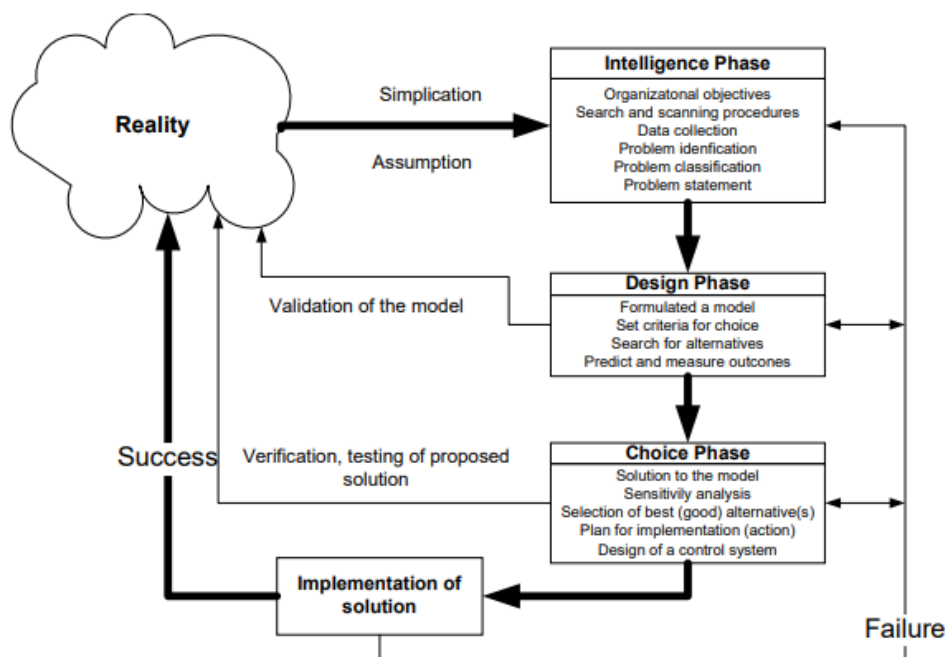 Reality
Simplication
Assumption
Intelligence Phase
Organizatonal objectives
Search and scanning procedures
Data collection
Problem idenfication
Problem classification
Problem statement
Validation of the model
Design Phase
Formulated a model
Set criteria for choice
Search for alternatives
Predict and measure outcomes
Success
Verification, testing of proposed
solution
Choice Phase
Solution to the model
Sensitivily analysis
Selection of best (good) alternative(s)
Plan for implementation (action)
Design of a control system
Implementation of
solution
Failure